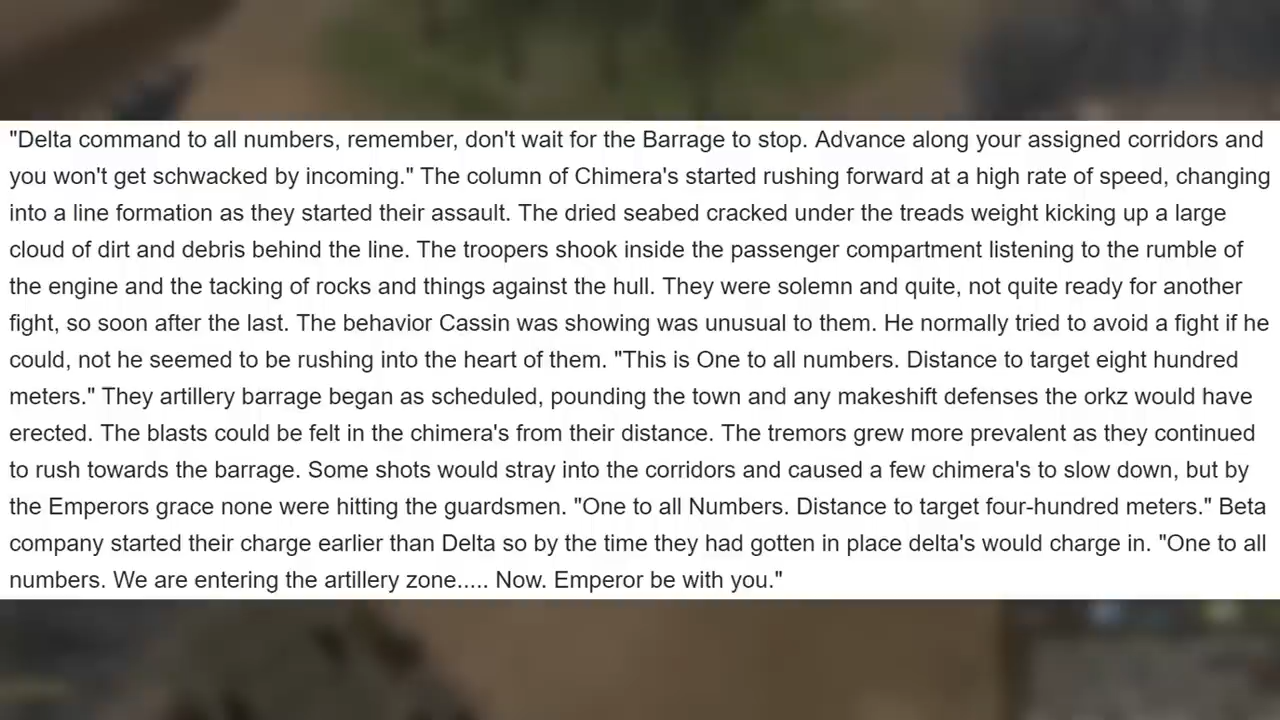 "Delta command to all numbers, remember, don't wait for the Barrage to stop. Advance along your assigned corridors and
you won't get schwacked by incoming." The column of Chimera's started rushing forward at a high rate of speed, changing
into a line formation as they started their assault. The dried seabed cracked under the treads weight kicking up a large
cloud of dirt and debris behind the line. The troopers shook inside the passenger compartment listening to the rumble of
the engine and the tacking of rocks and things against the hull. They were solemn and quite, not quite ready for another
fight, so soon after the last. The behavior Cassin was showing was unusual to them. He normally tried to avoid a fight if he
could, not he seemed to be rushing into the heart of them. "This is One to all numbers. Distance to target eight hundred
meters." They artillery barrage began as scheduled, pounding the town and any makeshift defenses the orkz would have
erected. The blasts could be felt in the chimera's from their distance. The tremors grew more prevalent as they continued
to rush towards the barrage. Some shots would stray into the corridors and caused a few chimera's to slow down, but by
the Emperors grace none were hitting the guardsmen. "One to all Numbers. Distance to target four-hundred meters." Beta
company started their charge earlier than Delta so by the time they had gotten in place delta's would charge in. "One to all
numbers. We are entering the artillery zone..... Now. Emperor be with you."